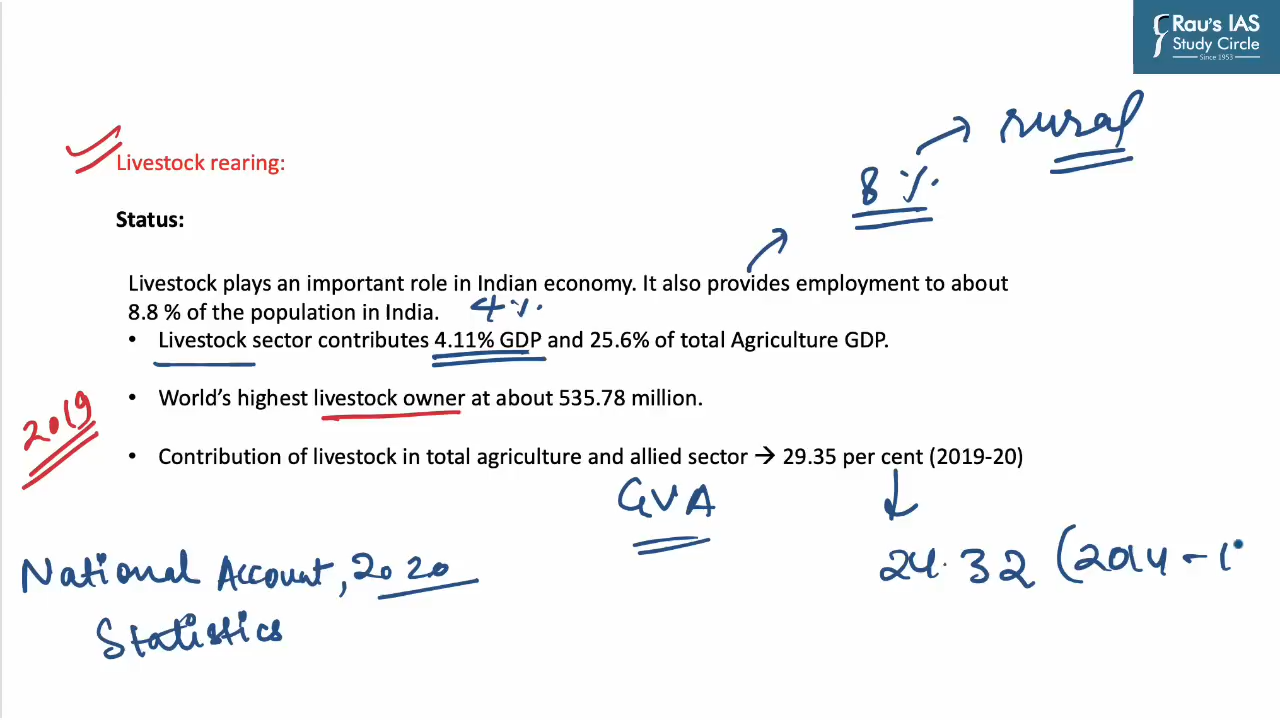 Rau's IAS
Study Circle
Since 1953
rural
8 %
Livestock rearing:
Status:
Livestock plays an important role in Indian economy. It also provides employment to about
8.8 % of the population in India.
4 %
• Livestock sector contributes 4.11% GDP and 25.6% of total Agriculture GDP.
2019
• World's highest livestock owner at about 535.78 million.
• Contribution of livestock in total agriculture and allied sector → 29.35 per cent (2019-20)
GVA
24.32 (2014-1
National Account, 2020
Statistics